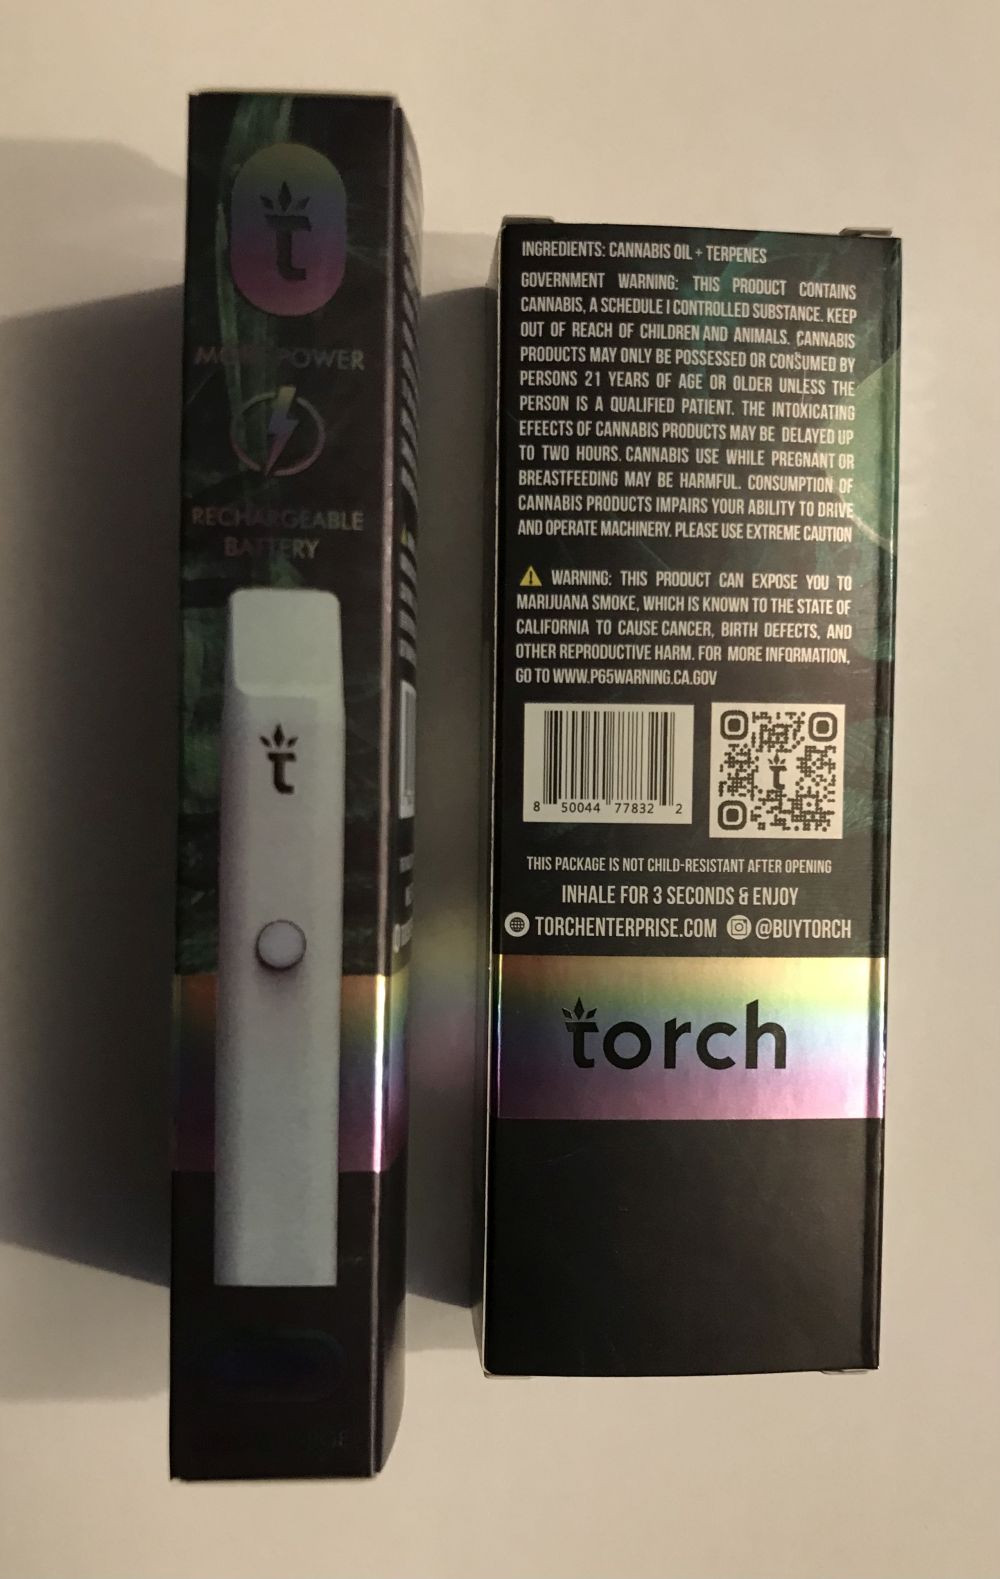 MORE POWER
RECHARGEABLE
BATTERY
t
INGREDIENTS: CANNABIS OIL + TERPENES
GOVERNMENT WARNING: THIS PRODUCT CONTAINS
CANNABIS, A SCHEDULE I CONTROLLED SUBSTANCE. KEEP
OUT OF REACH OF CHILDREN AND ANIMALS. CANNABIS
PRODUCTS MAY ONLY BE POSSESSED OR CONSUMED BY
PERSONS 21 YEARS OF AGE OR OLDER UNLESS THE
PERSON IS A QUALIFIED PATIENT. THE INTOXICATING
EFEECTS OF CANNABIS PRODUCTS MAY BE DELAYED UP
TO TWO HOURS. CANNABIS USE WHILE PREGNANT OR
BREASTFEEDING MAY BE HARMFUL. CONSUMPTION OF
CANNABIS PRODUCTS IMPAIRS YOUR ABILITY TO DRIVE
AND OPERATE MACHINERY. PLEASE USE EXTREME CAUTION
WARNING: THIS PRODUCT CAN EXPOSE YOU TO
MARIJUANA SMOKE, WHICH IS KNOWN TO THE STATE OF
CALIFORNIA TO CAUSE CANCER, BIRTH DEFECTS, AND
OTHER REPRODUCTIVE HARM. FOR MORE INFORMATION,
GO TO WWW.P65WARNING.CA.GOV
8 50044 77832 2
THIS PACKAGE IS NOT CHILD-RESISTANT AFTER OPENING
INHALE FOR 3 SECONDS & ENJOY
TORCHENTERPRISE.COM @BUYTORCH
torch